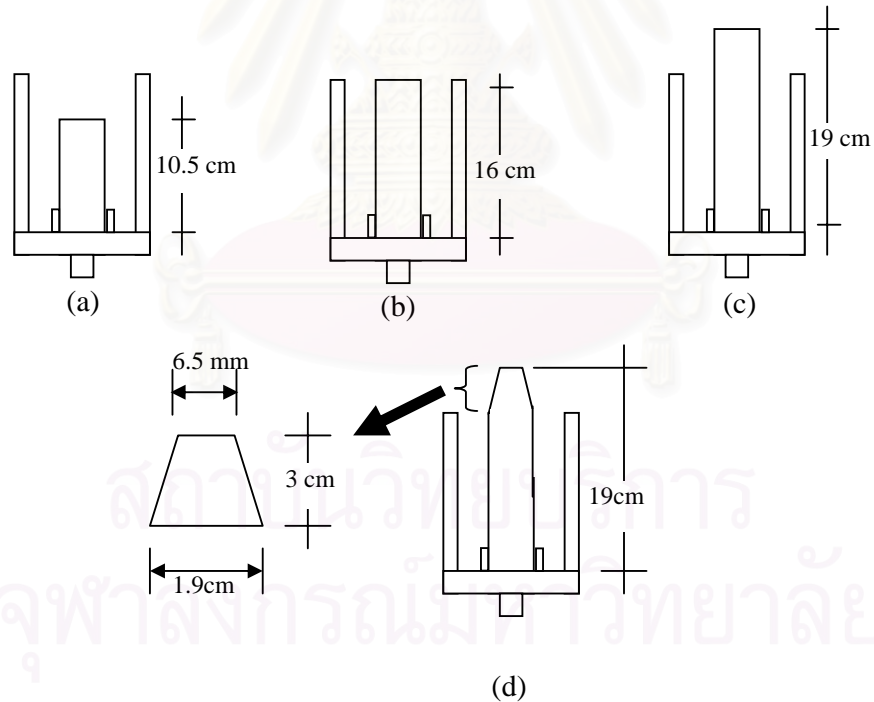 10.5 cm
16 cm
19 cm
(a)
(b)
(c)
6.5 mm
3 cm
1.9cm
19cm
(d)
สถาบันวิทยบริการ
จุฬาลงกรณ์มหาวิทยาลัย